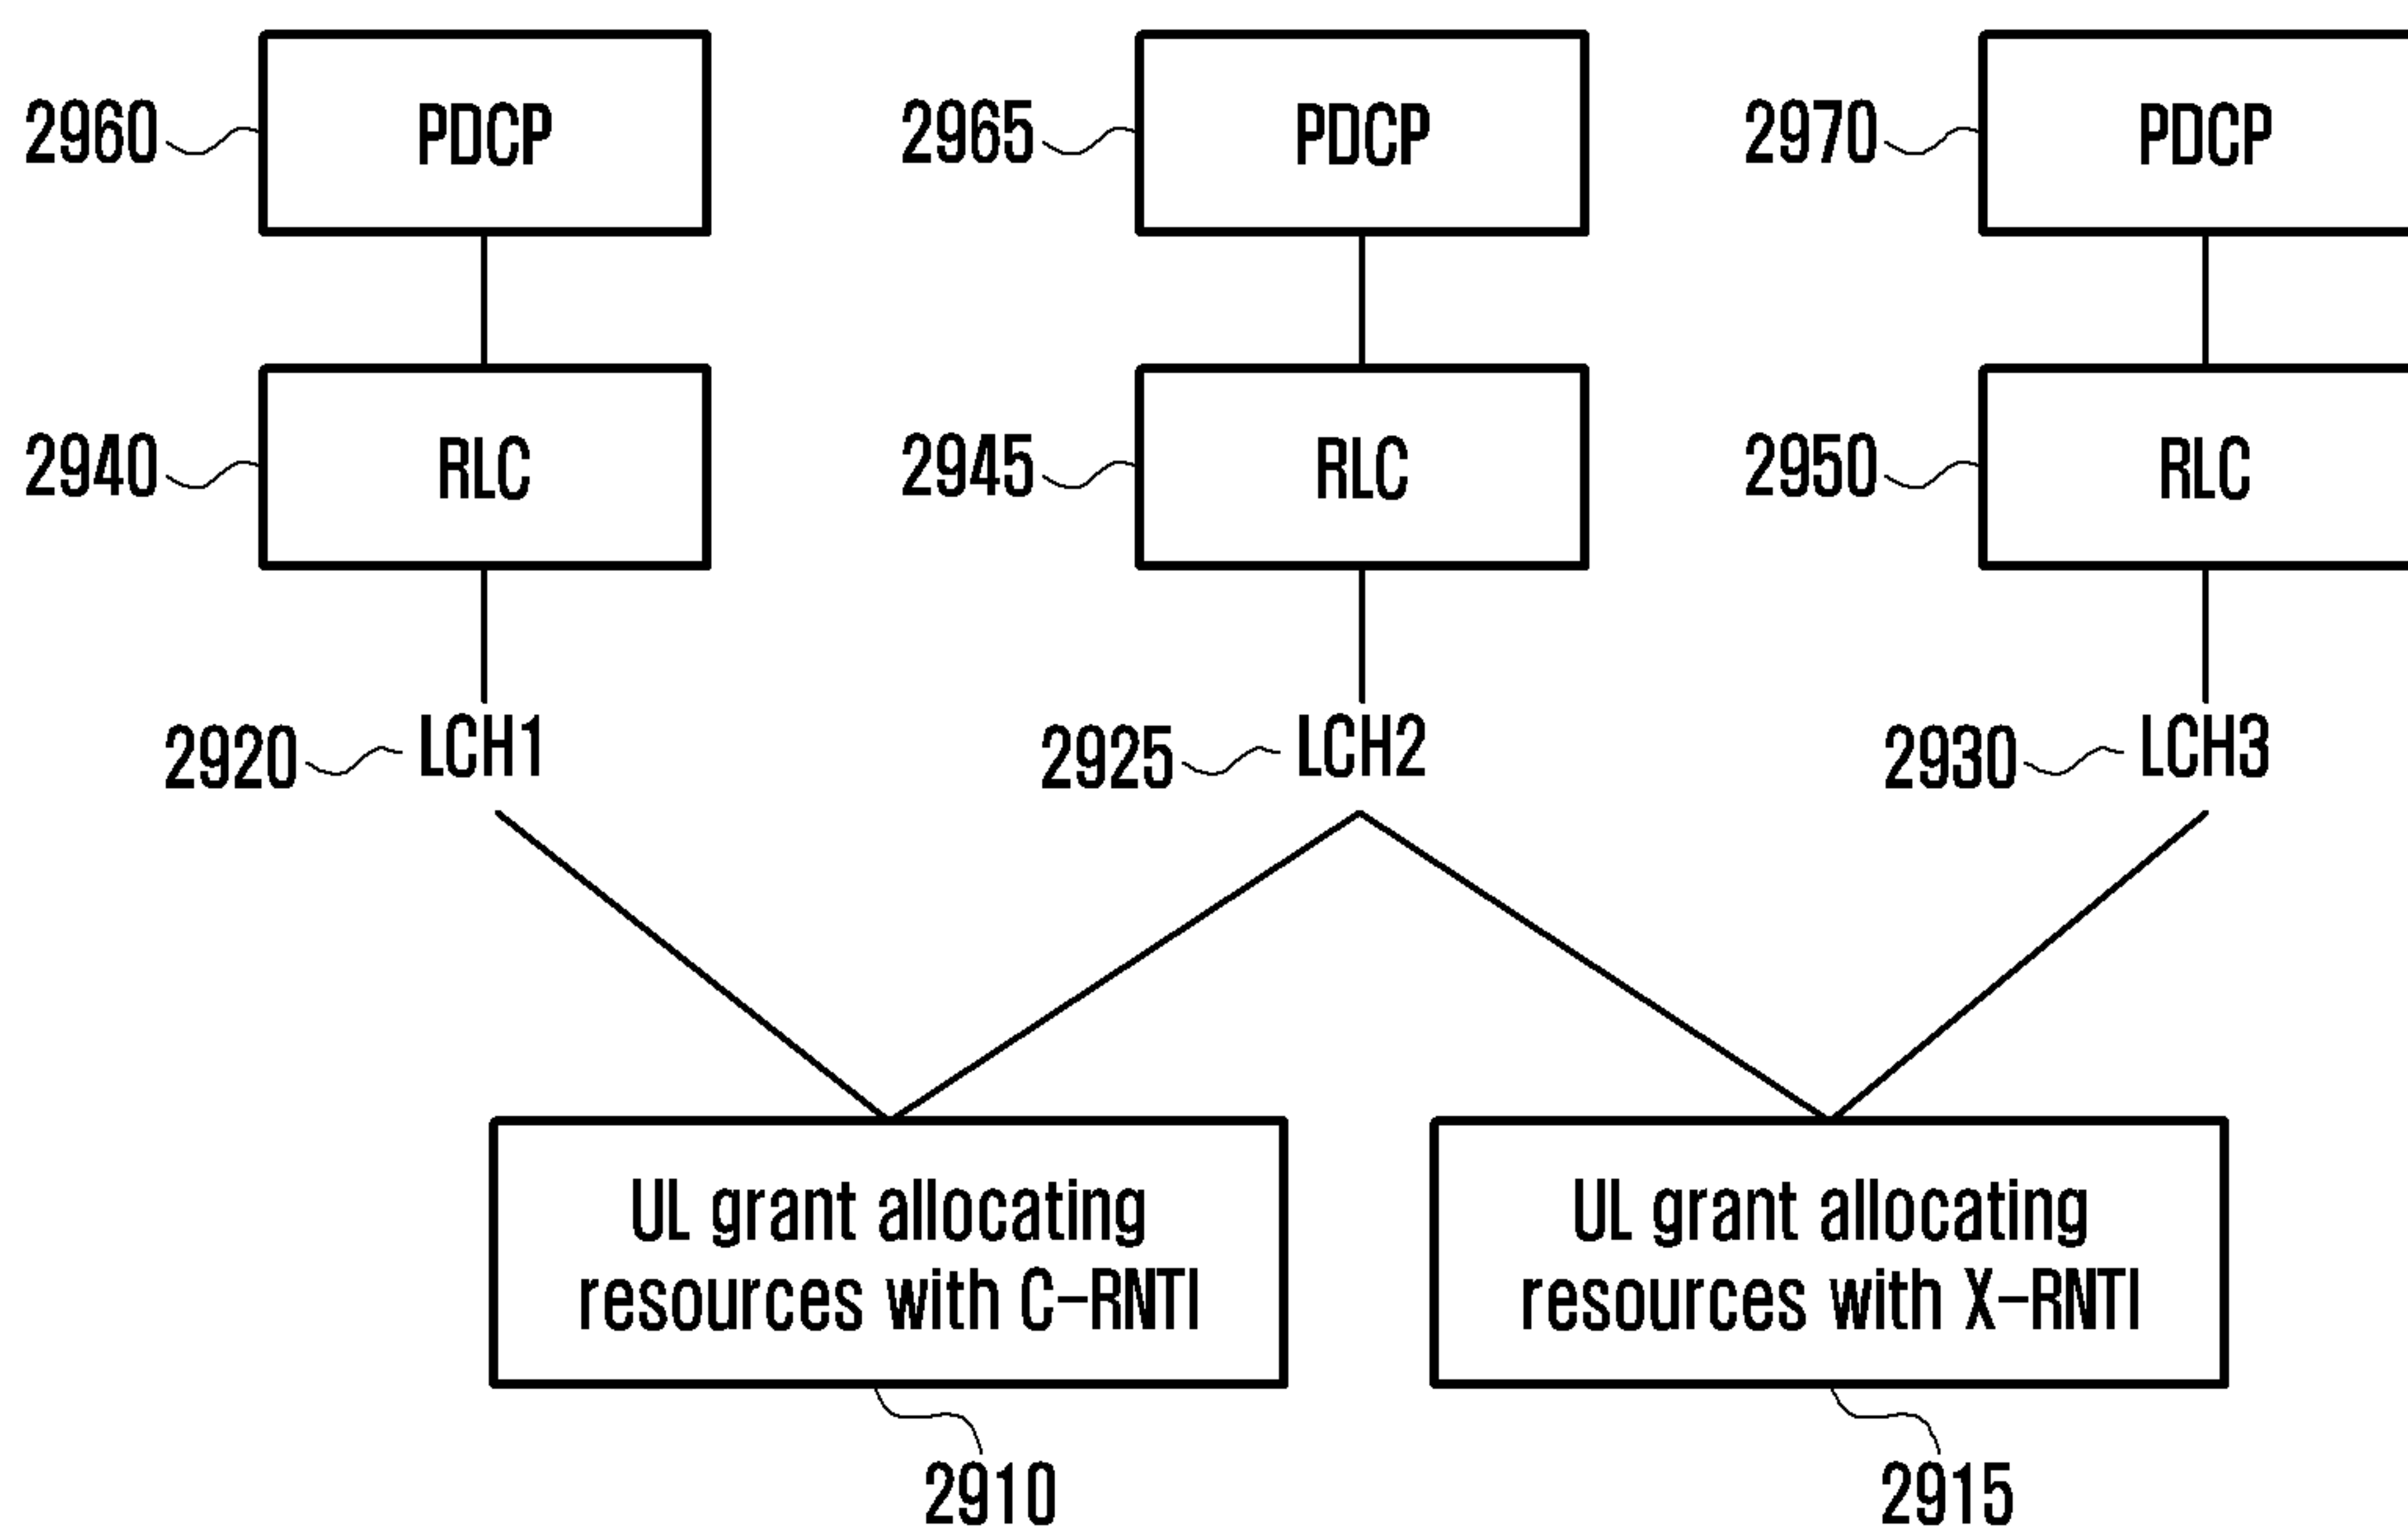 2960 PDCP 2965 PDCP 2970 PDCP
2940 RLC 2945 RLC 2950 RLC
2920 LCH1 2925 LCH2 2930 LCH3
UL grant allocating
resources with C-RNTI
UL grant allocating
resources with X-RNTI
2910 2915